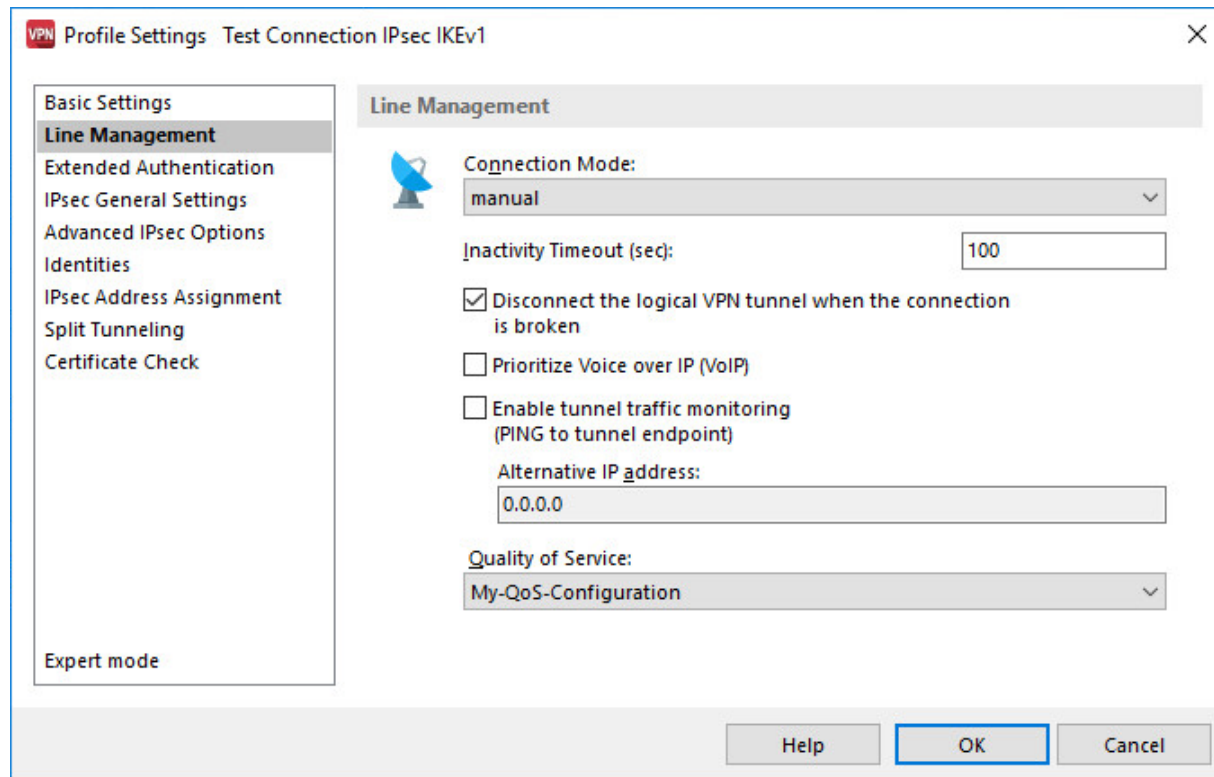 VPN Profile Settings Test Connection IPsec IKEv1
Basic Settings
Line Management
Extended Authentication
IPsec General Settings
Advanced IPsec Options
Identities
IPsec Address Assignment
Split Tunneling
Certificate Check
Expert mode
Line Management
Connection Mode:
manual
Inactivity Timeout (sec):
100
Disconnect the logical VPN tunnel when the connection
is broken
Prioritize Voice over IP (VoIP)
Enable tunnel traffic monitoring
(PING to tunnel endpoint)
Alternative IP address:
0.0.0.0
Quality of Service:
My-QoS-Configuration
Help
OK
Cancel